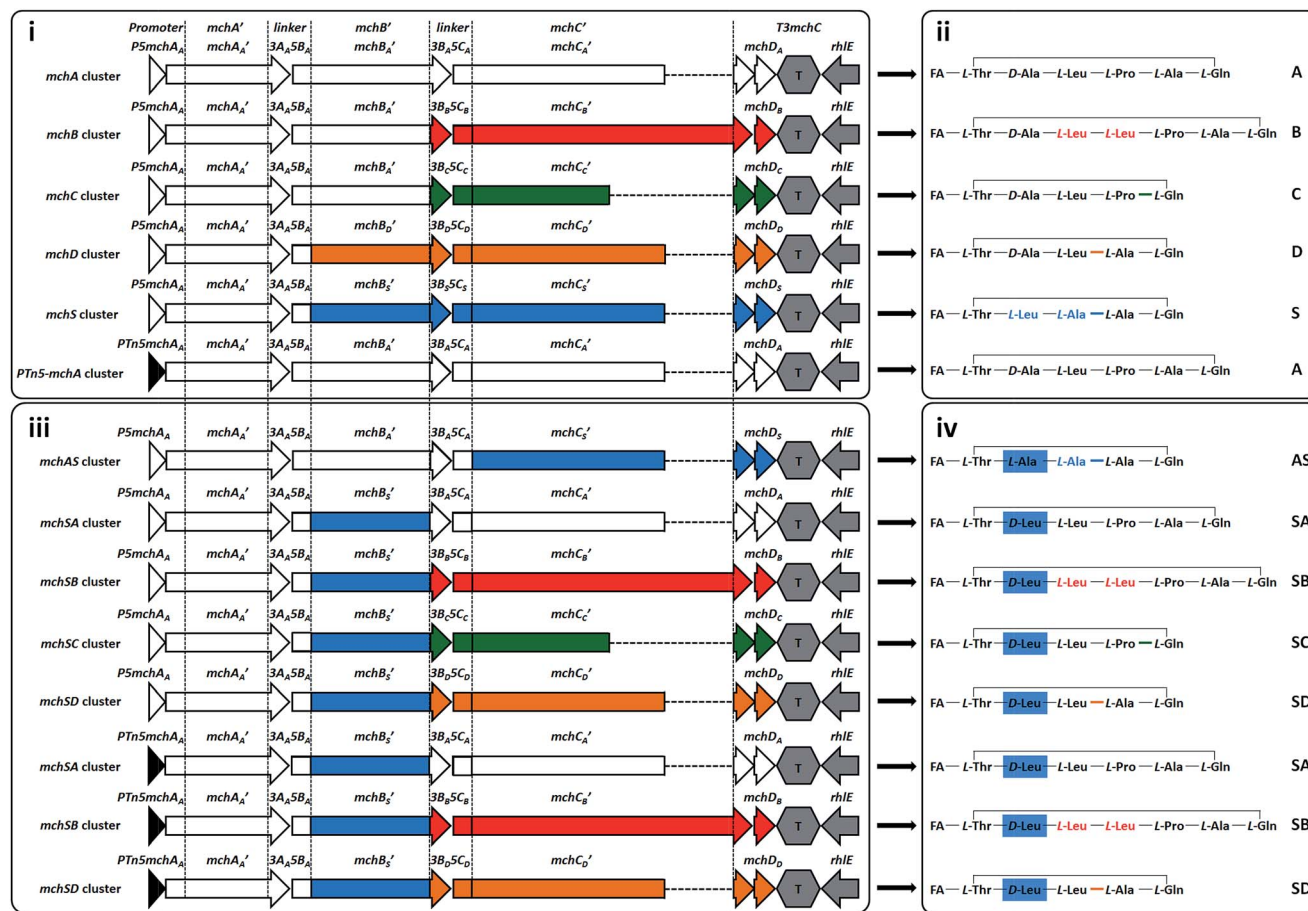 i
Promoter mchA’ linker mchB’ linker mchC’ T3mchC
P5mchA_A mchA_A’ 3A_A5B_A mchB_A’ 3B_A5C_A mchC_A’ mchD_A rhlE
mchA cluster T
P5mchA_A mchA_A’ 3A_A5B_A mchB_A’ 3B_B5C_B mchC_B’ mchD_B rhlE
mchB cluster T
P5mchA_A mchA_A’ 3A_A5B_A mchB_A’ 3B_C5C_C mchC_C’ mchD_C rhlE
mchC cluster T
P5mchA_A mchA_A’ 3A_A5B_A mchB_D’ 3B_D5C_D mchC_D’ mchD_D rhlE
mchD cluster T
P5mchA_A mchA_A’ 3A_A5B_A mchB_S’ 3B_S5C_S mchC_S’ mchD_S rhlE
mchS cluster T
PTn5mchA_A mchA_A’ 3A_A5B_A mchB_A’ 3B_A5C_A mchC_A’ mchD_A rhlE
PTn5-mchA cluster T
ii
FA — L-Thr — D-Ala — L-Leu — L-Pro — L-Ala — L-Gln A
FA — L-Thr — D-Ala — L-Leu — L-Leu — L-Pro — L-Ala — L-Gln B
FA — L-Thr — D-Ala — L-Leu — L-Pro — L-Gln C
FA — L-Thr — D-Ala — L-Leu — L-Ala — L-Gln D
FA — L-Thr — L-Leu — L-Ala — L-Ala — L-Gln S
FA — L-Thr — D-Ala — L-Leu — L-Pro — L-Ala — L-Gln A
iii
P5mchA_A mchA_A’ 3A_A5B_A mchB_A’ 3B_A5C_A mchC_S’ mchD_S rhlE
mchAS cluster T
P5mchA_A mchA_A’ 3A_A5B_A mchB_S’ 3B_A5C_A mchC_A’ mchD_A rhlE
mchSA cluster T
P5mchA_A mchA_A’ 3A_A5B_A mchB_S’ 3B_B5C_B mchC_B’ mchD_B rhlE
mchSB cluster T
P5mchA_A mchA_A’ 3A_A5B_A mchB_S’ 3B_C5C_C mchC_C’ mchD_C rhlE
mchSC cluster T
P5mchA_A mchA_A’ 3A_A5B_A mchB_S’ 3B_D5C_D mchC_D’ mchD_D rhlE
mchSD cluster T
PTn5mchA_A mchA_A’ 3A_A5B_A mchB_S’ 3B_A5C_A mchC_A’ mchD_A rhlE
mchSA cluster T
PTn5mchA_A mchA_A’ 3A_A5B_A mchB_S’ 3B_B5C_B mchC_B’ mchD_B rhlE
mchSB cluster T
PTn5mchA_A mchA_A’ 3A_A5B_A mchB_S’ 3B_D5C_D mchC_D’ mchD_D rhlE
mchSD cluster T
iv
FA — L-Thr — L-Ala — L-Ala — L-Ala — L-Gln AS
FA — L-Thr — D-Leu — L-Leu — L-Pro — L-Ala — L-Gln SA
FA — L-Thr — D-Leu — L-Leu — L-Leu — L-Pro — L-Ala — L-Gln SB
FA — L-Thr — D-Leu — L-Leu — L-Pro — L-Gln SC
FA — L-Thr — D-Leu — L-Leu — L-Ala — L-Gln SD
FA — L-Thr — D-Leu — L-Leu — L-Pro — L-Ala — L-Gln SA
FA — L-Thr — D-Leu — L-Leu — L-Leu — L-Pro — L-Ala — L-Gln SB
FA — L-Thr — D-Leu — L-Leu — L-Ala — L-Gln SD